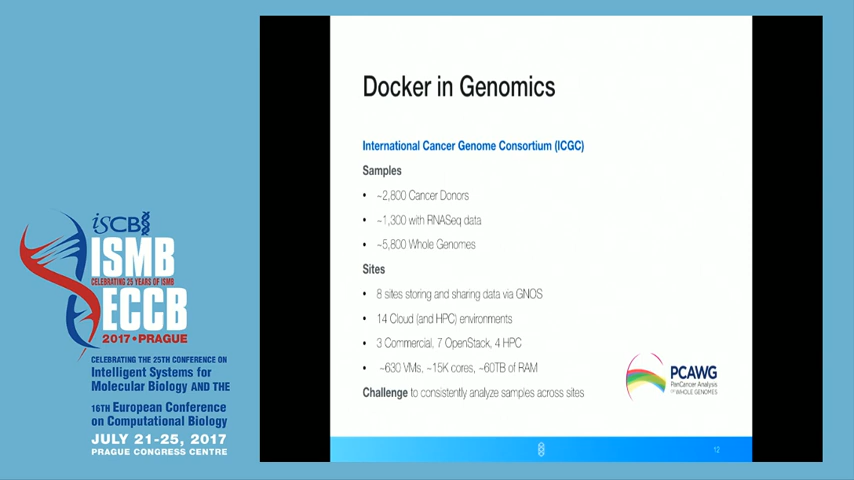 Docker in Genomics
International Cancer Genome Consortium (ICGC)
Samples
• ~2,800 Cancer Donors
• ~1,300 with RNASeq data
• ~5,800 Whole Genomes
Sites
• 8 sites storing and sharing data via GNOS
• 14 Cloud (and HPC) environments
• 3 Commercial, 7 OpenStack, 4 HPC
• ~630 VMs, ~15K cores, ~60TB of RAM
Challenge to consistently analyze samples across sites
PCAWG
PanCancer Analysis
OF WHOLE GENOMES
12
iSCB
ISMB
CELEBRATING 25 YEARS OF ISMB
ECCB
2017 • PRAGUE
CELEBRATING THE 25TH CONFERENCE ON
Intelligent Systems for
Molecular Biology AND THE
16TH European Conference
on Computational Biology
JULY 21-25, 2017
PRAGUE CONGRESS CENTRE